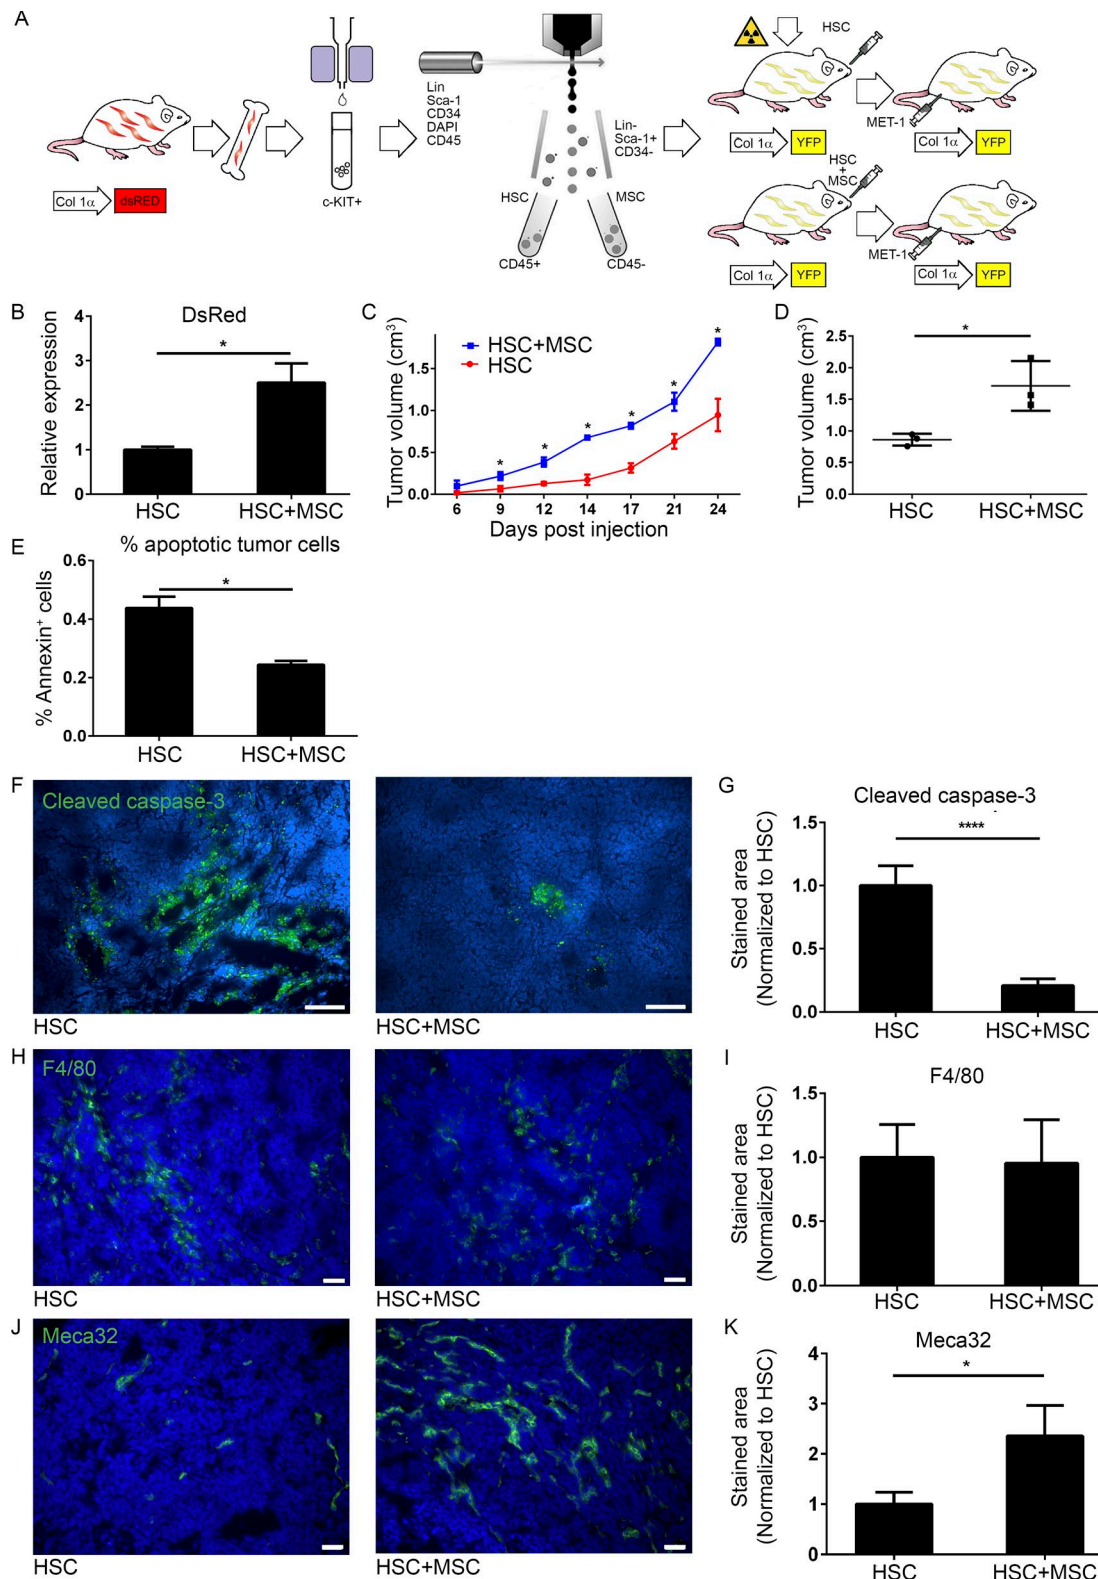 A
Col 1α
dsRED
c-KIT+
Lin
Sca-1
CD34
DAPI
CD45
Lin-
Sca-1+
CD34-
HSC
MSC
CD45+
CD45-
HSC
MET-1
Col 1α
YFP
Col 1α
YFP
HSC
+
MSC
MET-1
Col 1α
YFP
Col 1α
YFP
B
DsRed
Relative expression
4
3
2
1
0
*
HSC
HSC+MSC
C
Tumor volume (cm³)
1.5
1.0
0.5
0.0
HSC+MSC
HSC
*
*
*
*
*
*
6
9
12
14
17
21
24
Days post injection
D
Tumor volume (cm³)
2.5
2.0
1.5
1.0
0.5
0.0
*
HSC
HSC+MSC
E
% apoptotic tumor cells
% Annexin⁺ cells
0.6
0.4
0.2
0.0
*
HSC
HSC+MSC
F
Cleaved caspase-3
HSC
HSC+MSC
G
Cleaved caspase-3
Stained area
(Normalized to HSC)
1.5
1.0
0.5
0.0
****
HSC
HSC+MSC
H
F4/80
HSC
HSC+MSC
I
F4/80
Stained area
(Normalized to HSC)
1.5
1.0
0.5
0.0
HSC
HSC+MSC
J
Meca32
HSC
HSC+MSC
K
Meca32
Stained area
(Normalized to HSC)
4
3
2
1
0
*
HSC
HSC+MSC